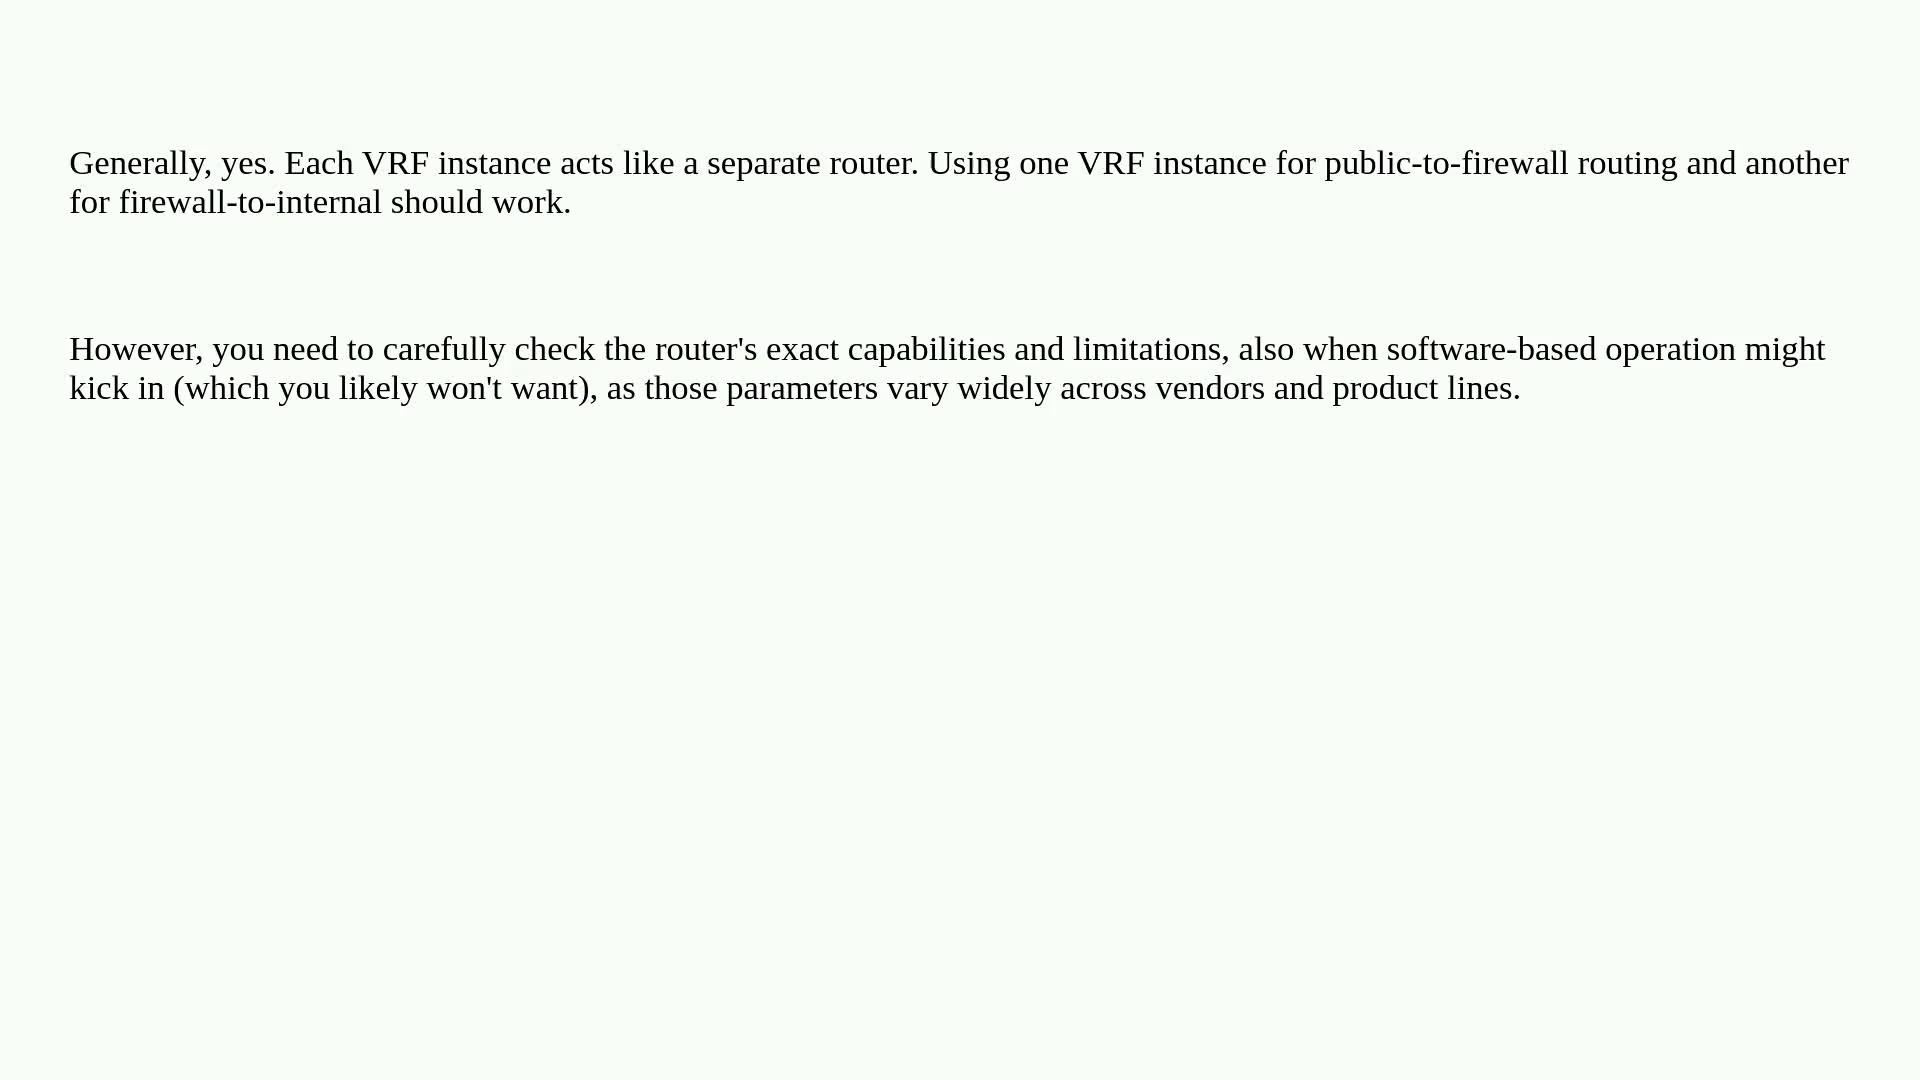 Generally, yes. Each VRF instance acts like a separate router. Using one VRF instance for public-to-firewall routing and another
for firewall-to-internal should work.
However, you need to carefully check the router's exact capabilities and limitations, also when software-based operation might
kick in (which you likely won't want), as those parameters vary widely across vendors and product lines.